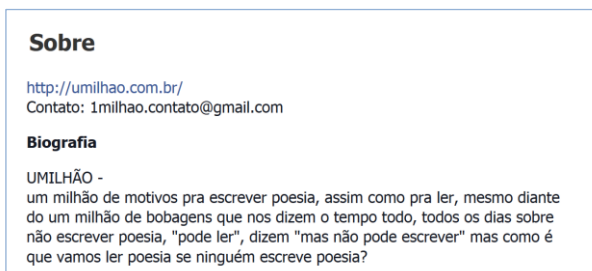 Sobre
http://umilhao.com.br/
Contato: 1milhao.contato@gmail.com
Biografia
UMILHÃO -
um milhão de motivos pra escrever poesia, assim como pra ler, mesmo diante
do um milhão de bobagens que nos dizem o tempo todo, todos os dias sobre
não escrever poesia, "pode ler", dizem "mas não pode escrever" mas como é
que vamos ler poesia se ninguém escreve poesia?